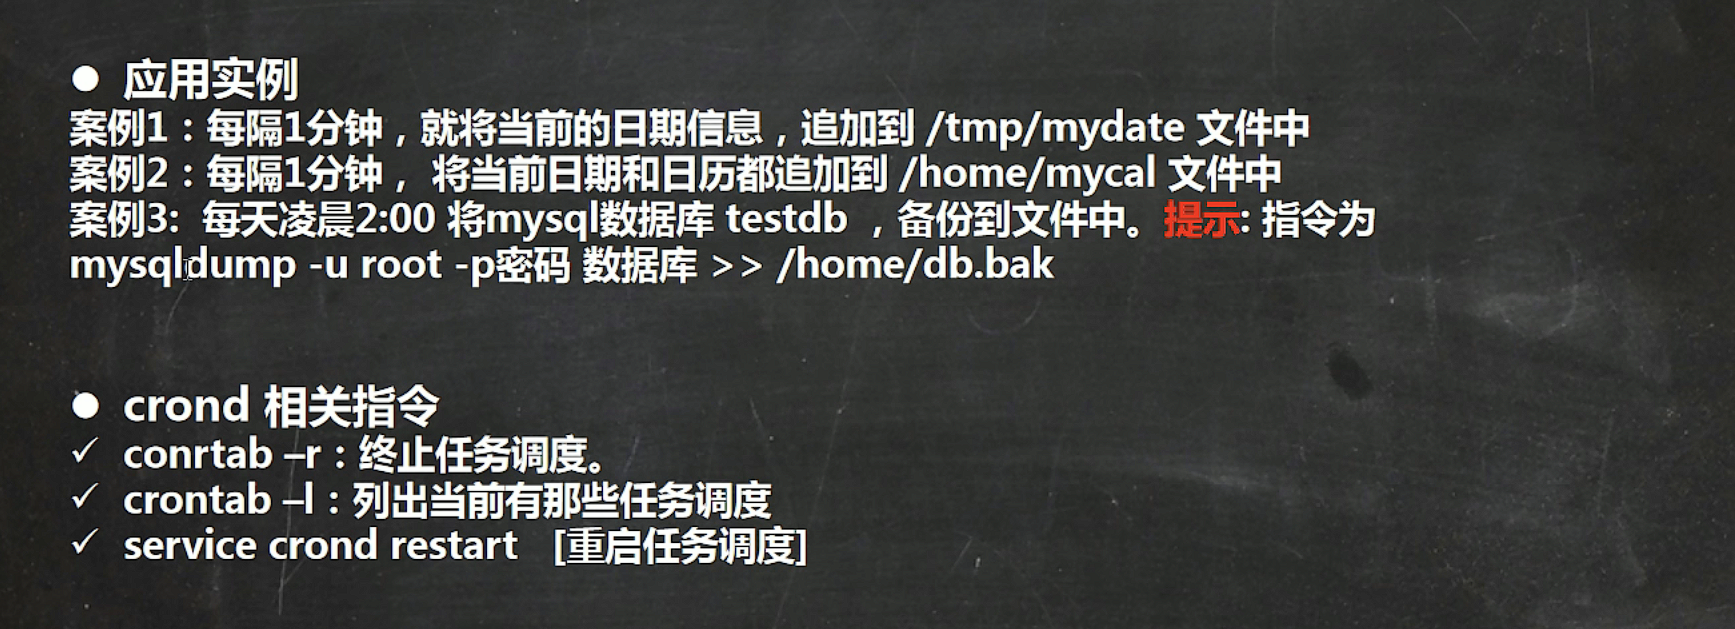 ● 应用实例
案例1：每隔1分钟，就将当前的日期信息，追加到 /tmp/mydate 文件中
案例2：每隔1分钟， 将当前日期和日历都追加到 /home/mycal 文件中
案例3: 每天凌晨2:00 将mysql数据库 testdb ，备份到文件中。提示: 指令为
mysqldump -u root -p密码 数据库 >> /home/db.bak
● crond 相关指令
✓ conrtab –r：终止任务调度。
✓ crontab –l：列出当前有那些任务调度
✓ service crond restart [重启任务调度]